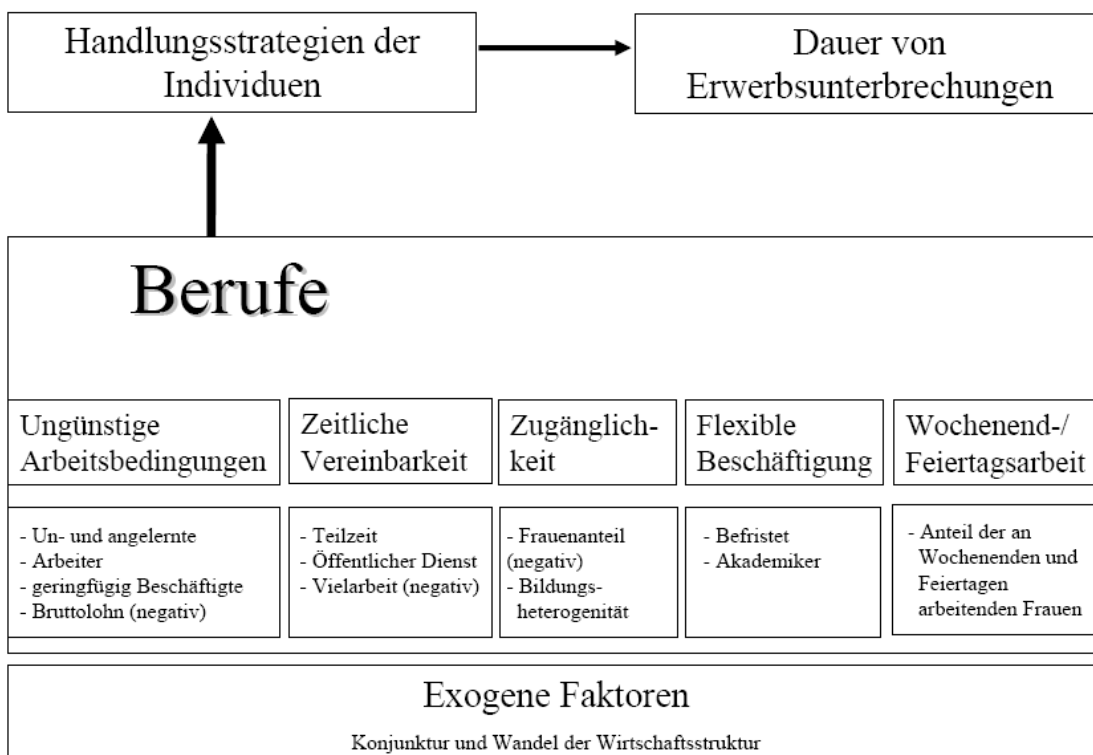 Handlungsstrategien der
Individuen
Dauer von
Erwerbsunterbrechungen
Berufe
Ungünstige
Arbeitsbedingungen
Zeitliche
Vereinbarkeit
Zugänglich-
keit
Flexible
Beschäftigung
Wochenend-/
Feiertagsarbeit
- Un- und angelernte
- Arbeiter
- geringfügig Beschäftigte
- Bruttolohn (negativ)
- Teilzeit
- Öffentlicher Dienst
- Vielarbeit (negativ)
- Frauenanteil
(negativ)
- Bildungs-
heterogenität
- Befristet
- Akademiker
- Anteil der an
Wochenenden und
Feiertagen
arbeitenden Frauen
Exogene Faktoren
Konjunktur und Wandel der Wirtschaftsstruktur